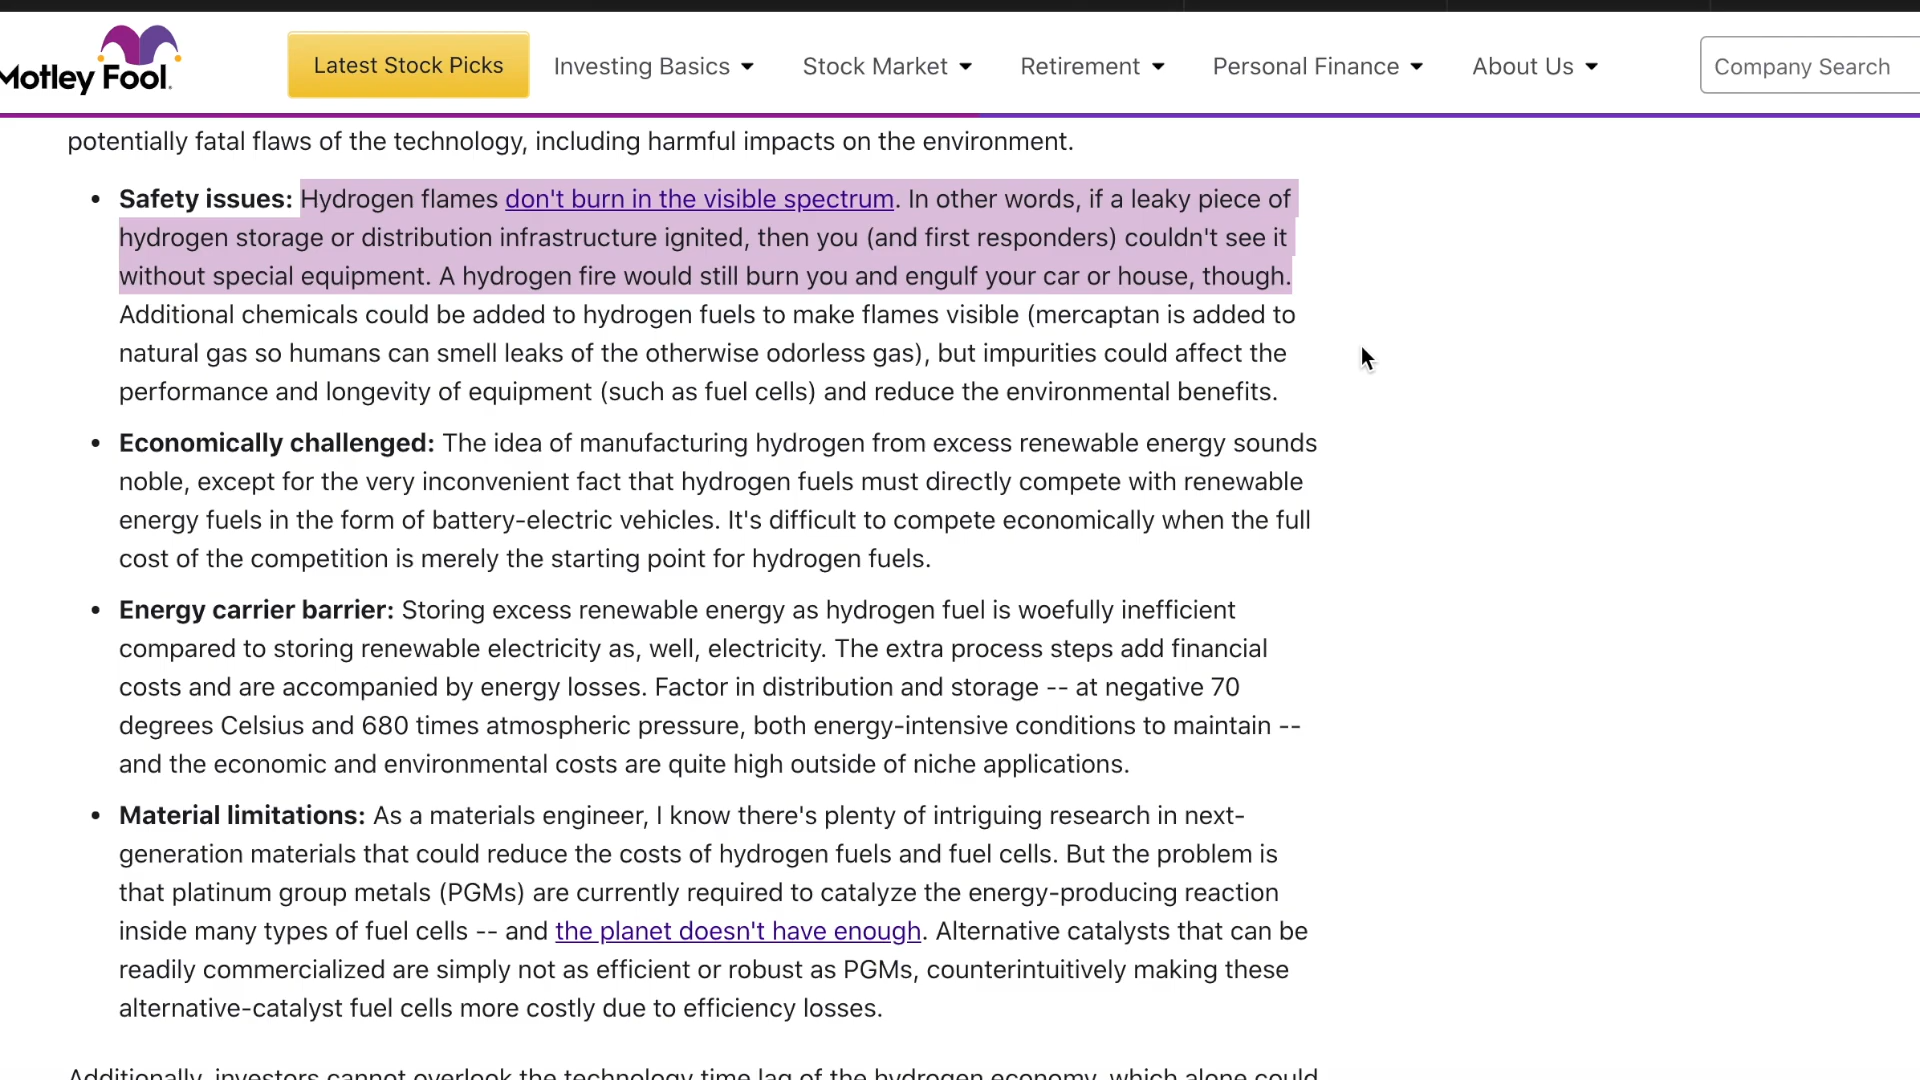 Motley Fool.
Latest Stock Picks
Investing Basics
Stock Market
Retirement
Personal Finance
About Us
Company Search
potentially fatal flaws of the technology, including harmful impacts on the environment.
• Safety issues: Hydrogen flames don't burn in the visible spectrum. In other words, if a leaky piece of
hydrogen storage or distribution infrastructure ignited, then you (and first responders) couldn't see it
without special equipment. A hydrogen fire would still burn you and engulf your car or house, though.
Additional chemicals could be added to hydrogen fuels to make flames visible (mercaptan is added to
natural gas so humans can smell leaks of the otherwise odorless gas), but impurities could affect the
performance and longevity of equipment (such as fuel cells) and reduce the environmental benefits.
• Economically challenged: The idea of manufacturing hydrogen from excess renewable energy sounds
noble, except for the very inconvenient fact that hydrogen fuels must directly compete with renewable
energy fuels in the form of battery-electric vehicles. It's difficult to compete economically when the full
cost of the competition is merely the starting point for hydrogen fuels.
• Energy carrier barrier: Storing excess renewable energy as hydrogen fuel is woefully inefficient
compared to storing renewable electricity as, well, electricity. The extra process steps add financial
costs and are accompanied by energy losses. Factor in distribution and storage -- at negative 70
degrees Celsius and 680 times atmospheric pressure, both energy-intensive conditions to maintain --
and the economic and environmental costs are quite high outside of niche applications.
• Material limitations: As a materials engineer, I know there's plenty of intriguing research in next-
generation materials that could reduce the costs of hydrogen fuels and fuel cells. But the problem is
that platinum group metals (PGMs) are currently required to catalyze the energy-producing reaction
inside many types of fuel cells -- and the planet doesn't have enough. Alternative catalysts that can be
readily commercialized are simply not as efficient or robust as PGMs, counterintuitively making these
alternative-catalyst fuel cells more costly due to efficiency losses.
Additionally, investors cannot overlook the technology time lag of the hydrogen economy, which alone could